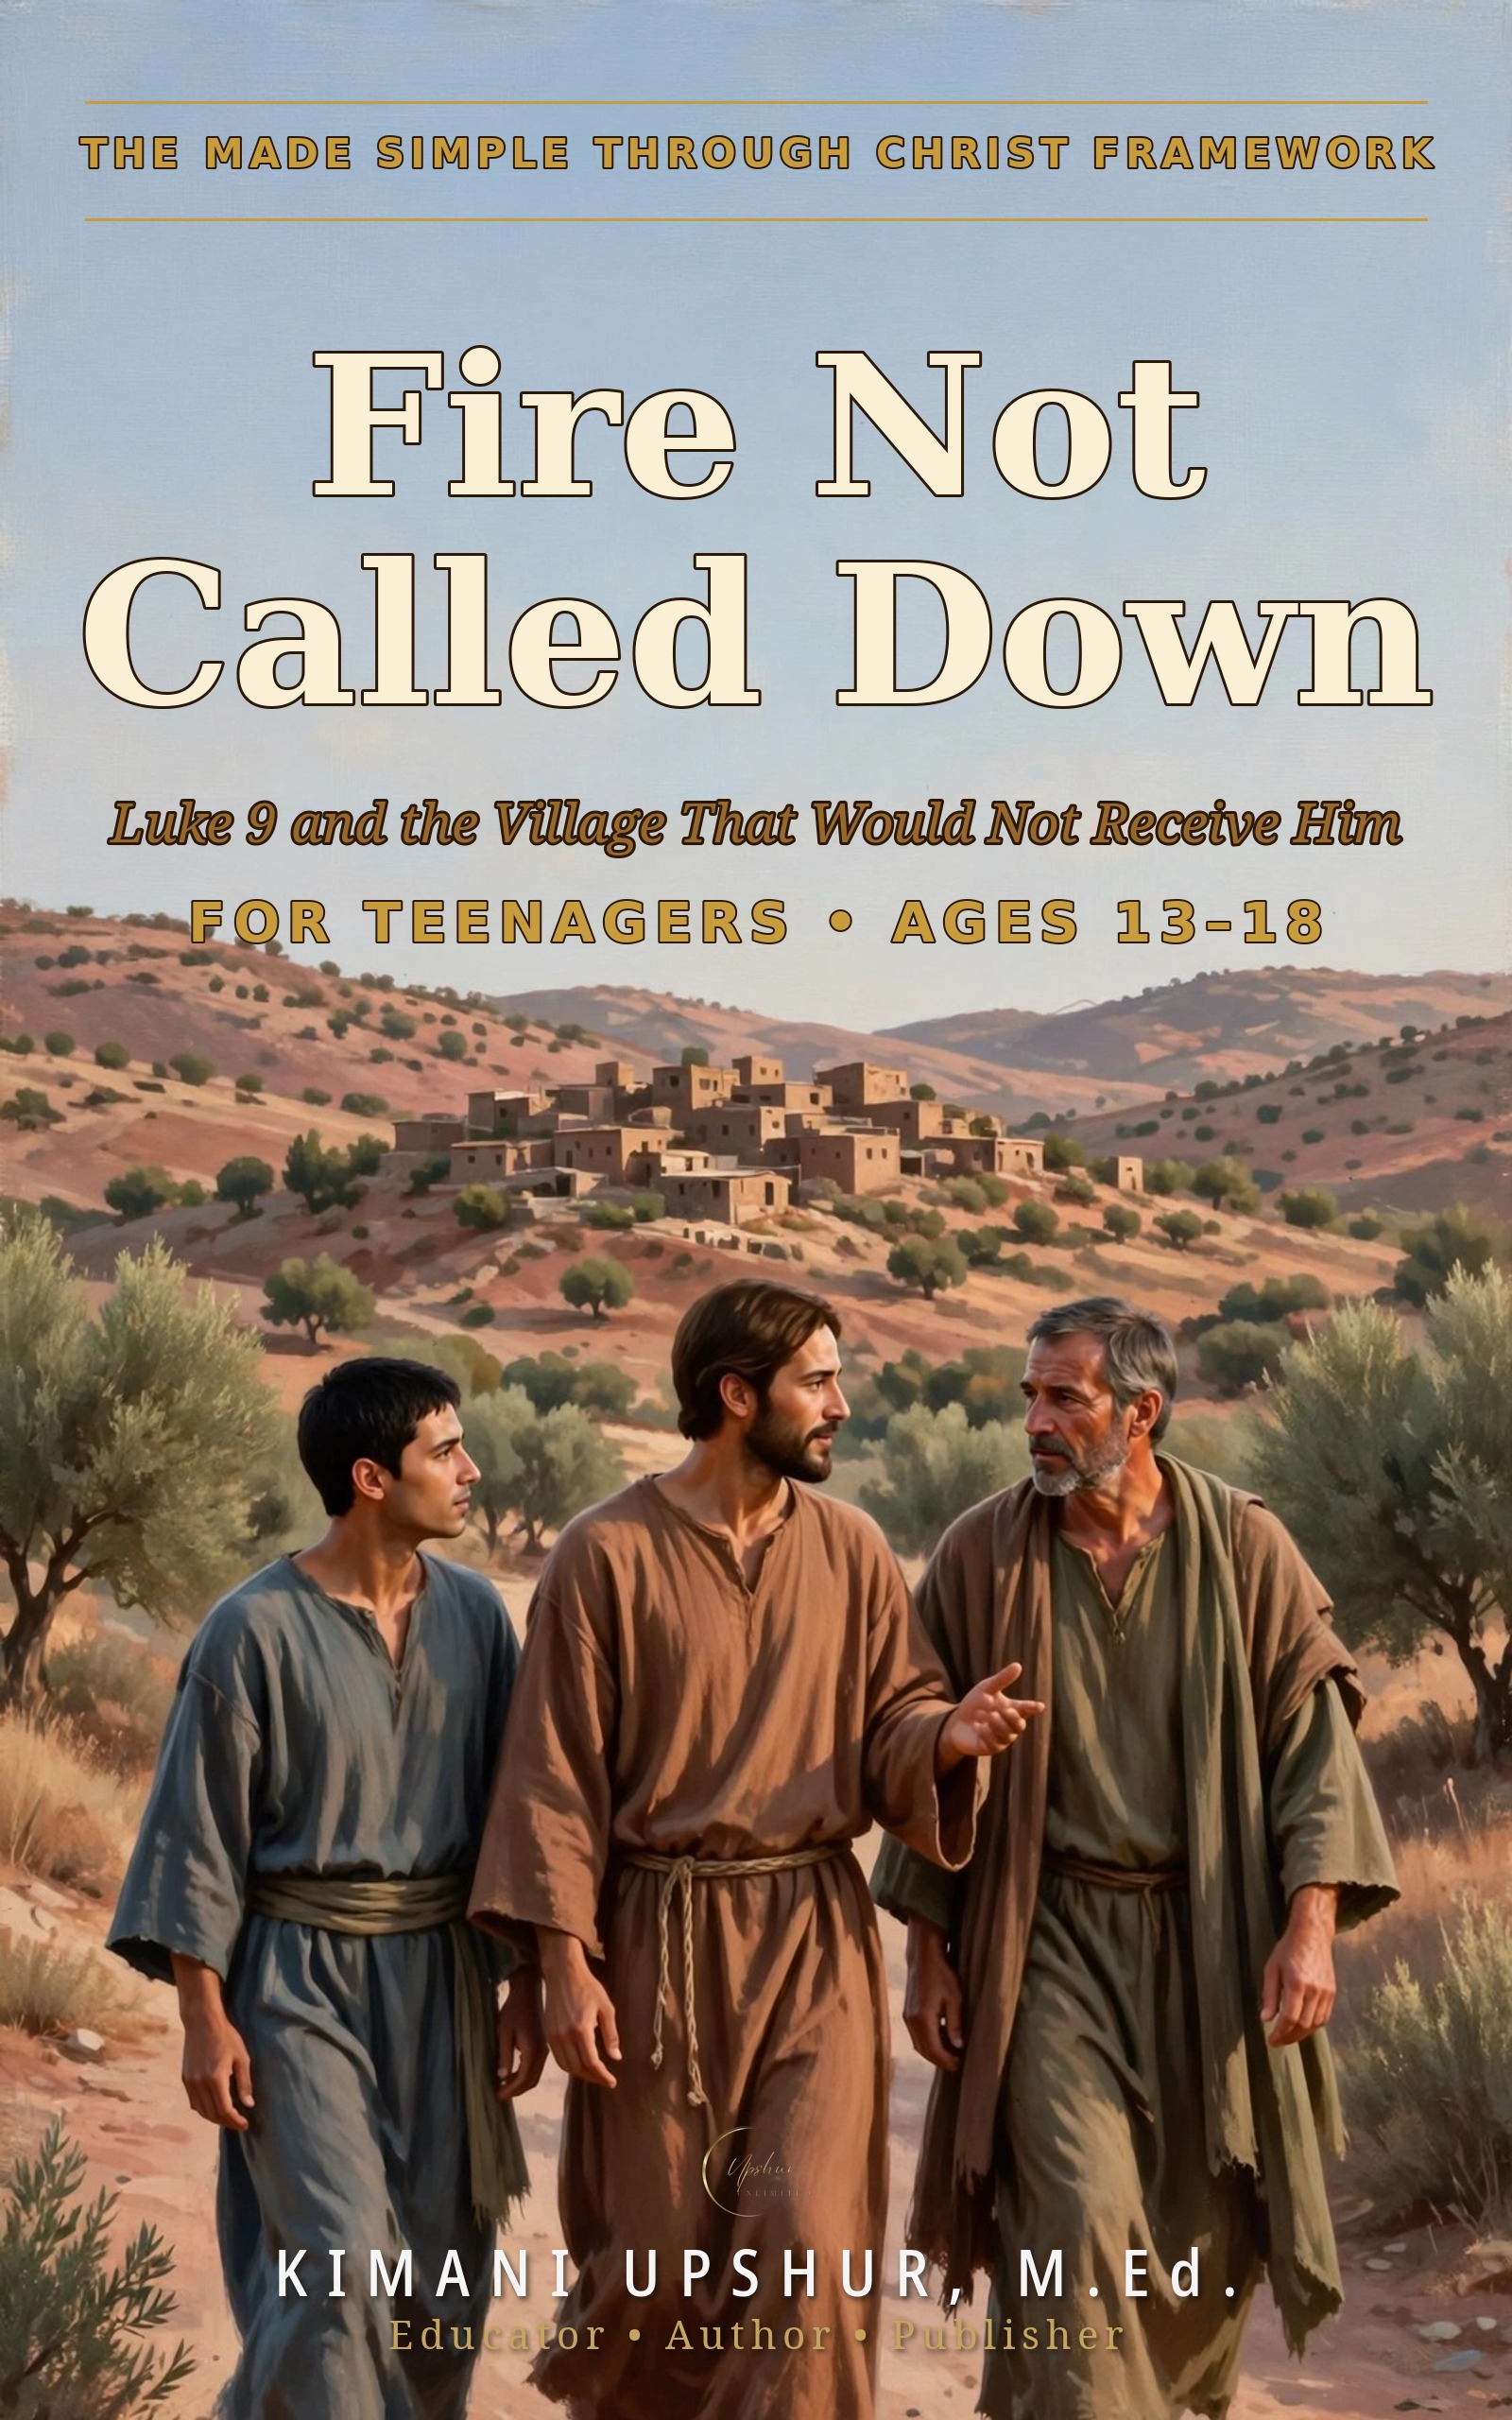 THE MADE SIMPLE THROUGH CHRIST FRAMEWORK
Fire Not
Called Down
Luke 9 and the Village That Would Not Receive Him
FOR TEENAGERS • AGES 13–18
Upshur
KIMANI UPSHUR, M.Ed.
Educator • Author • Publisher